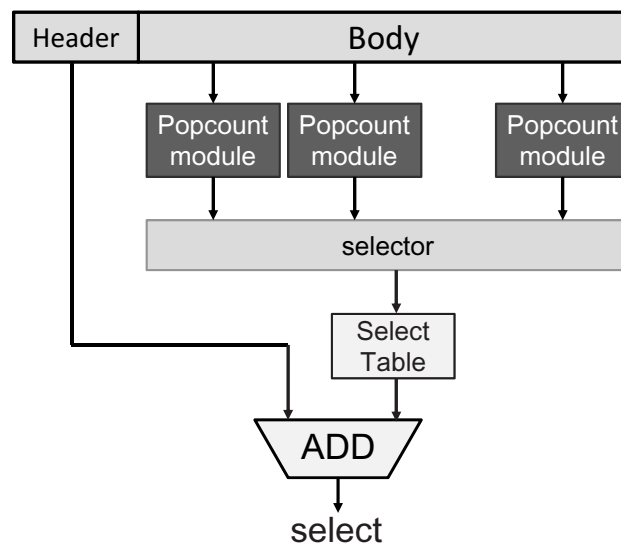 Header
Body
Popcount
module
Popcount
module
Popcount
module
selector
Select
Table
ADD
select